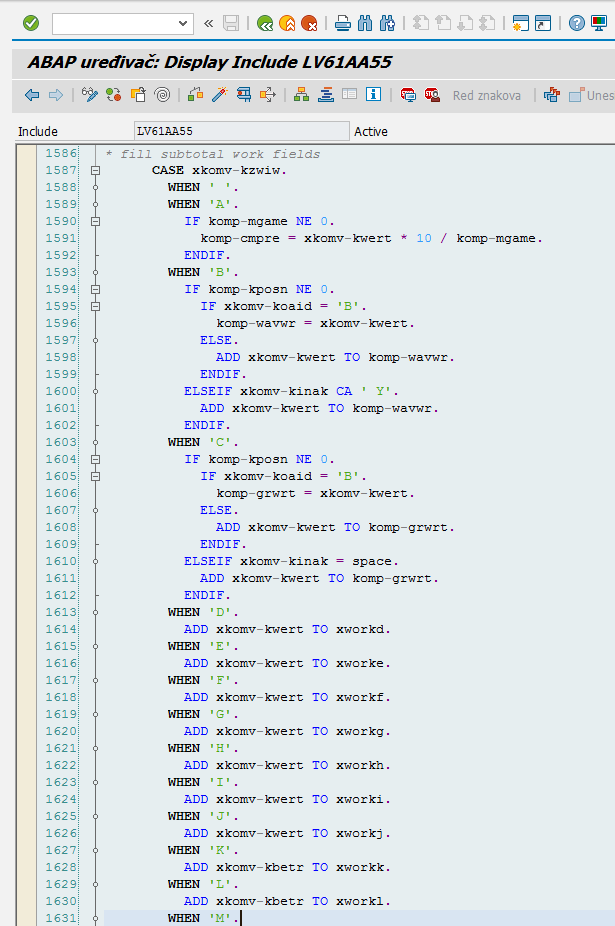 ABAP uređivač: Display Include LV61AA55
Red znakova
Unes
Include LV61AA55 Active
1586 * fill subtotal work fields
1587 CASE xkomv-kzwiw.
1588 WHEN ' '.
1589 WHEN 'A'.
1590 IF komp-mgame NE 0.
1591 komp-cmpre = xkomv-kwert * 10 / komp-mgame.
1592 ENDIF.
1593 WHEN 'B'.
1594 IF komp-kposn NE 0.
1595 IF xkomv-koaid = 'B'.
1596 komp-wavwr = xkomv-kwert.
1597 ELSE.
1598 ADD xkomv-kwert TO komp-wavwr.
1599 ENDIF.
1600 ELSEIF xkomv-kinak CA ' Y'.
1601 ADD xkomv-kwert TO komp-wavwr.
1602 ENDIF.
1603 WHEN 'C'.
1604 IF komp-kposn NE 0.
1605 IF xkomv-koaid = 'B'.
1606 komp-grwrt = xkomv-kwert.
1607 ELSE.
1608 ADD xkomv-kwert TO komp-grwrt.
1609 ENDIF.
1610 ELSEIF xkomv-kinak = space.
1611 ADD xkomv-kwert TO komp-grwrt.
1612 ENDIF.
1613 WHEN 'D'.
1614 ADD xkomv-kwert TO xworkd.
1615 WHEN 'E'.
1616 ADD xkomv-kwert TO xworke.
1617 WHEN 'F'.
1618 ADD xkomv-kwert TO xworkf.
1619 WHEN 'G'.
1620 ADD xkomv-kwert TO xworkg.
1621 WHEN 'H'.
1622 ADD xkomv-kwert TO xworkh.
1623 WHEN 'I'.
1624 ADD xkomv-kwert TO xworki.
1625 WHEN 'J'.
1626 ADD xkomv-kwert TO xworkj.
1627 WHEN 'K'.
1628 ADD xkomv-kbetr TO xworkk.
1629 WHEN 'L'.
1630 ADD xkomv-kbetr TO xworkl.
1631 WHEN 'M'.